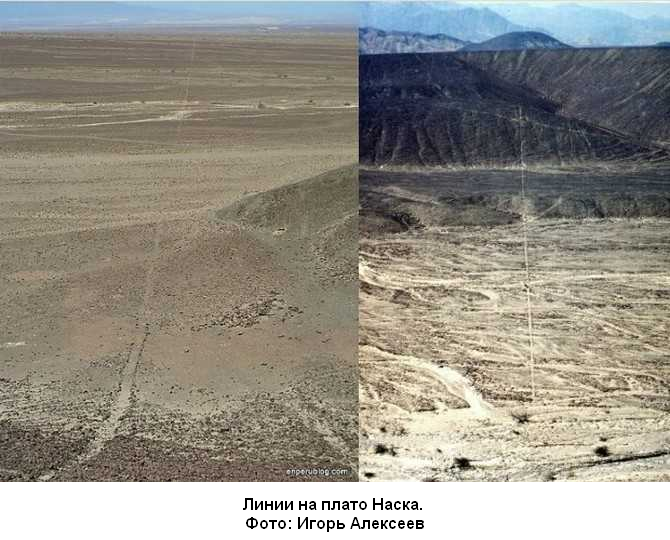 enperublog.com
Линии на плато Наска.
Фото: Игорь Алексеев